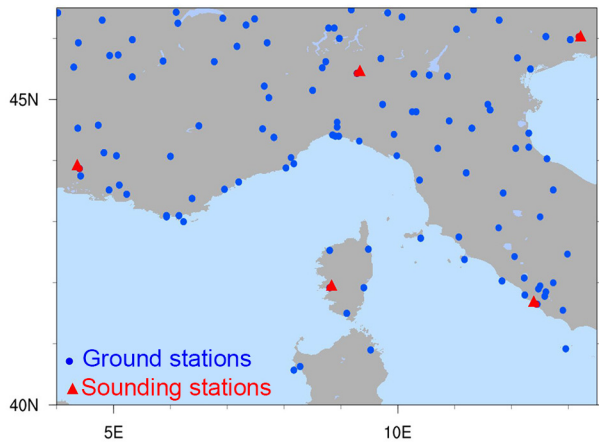 45N
Ground stations
Sounding stations
40N
5E
10E